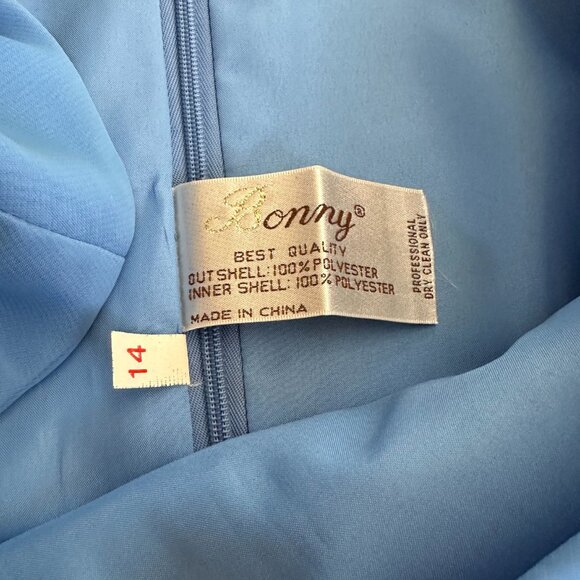 Bonny®
BEST QUALITY
OUTSHELL: 100% POLYESTER
INNER SHELL: 100% POLYESTER
MADE IN CHINA
PROFESSIONAL
DRY CLEAN ONLY
14